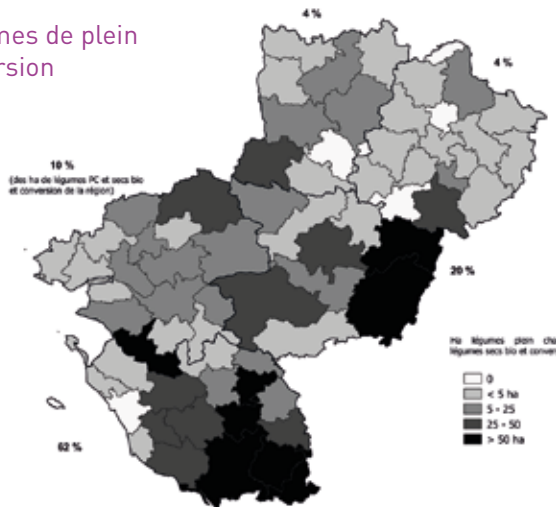 mes de plein
rsion
4 %
4 %
10 %
(des ha de légumes PC et secs bio
et conversion de la région)
20 %
Ha légumes plein cha
légumes secs bio et conver
0
< 5 ha
5 - 25
25 - 50
> 50 ha
62 %